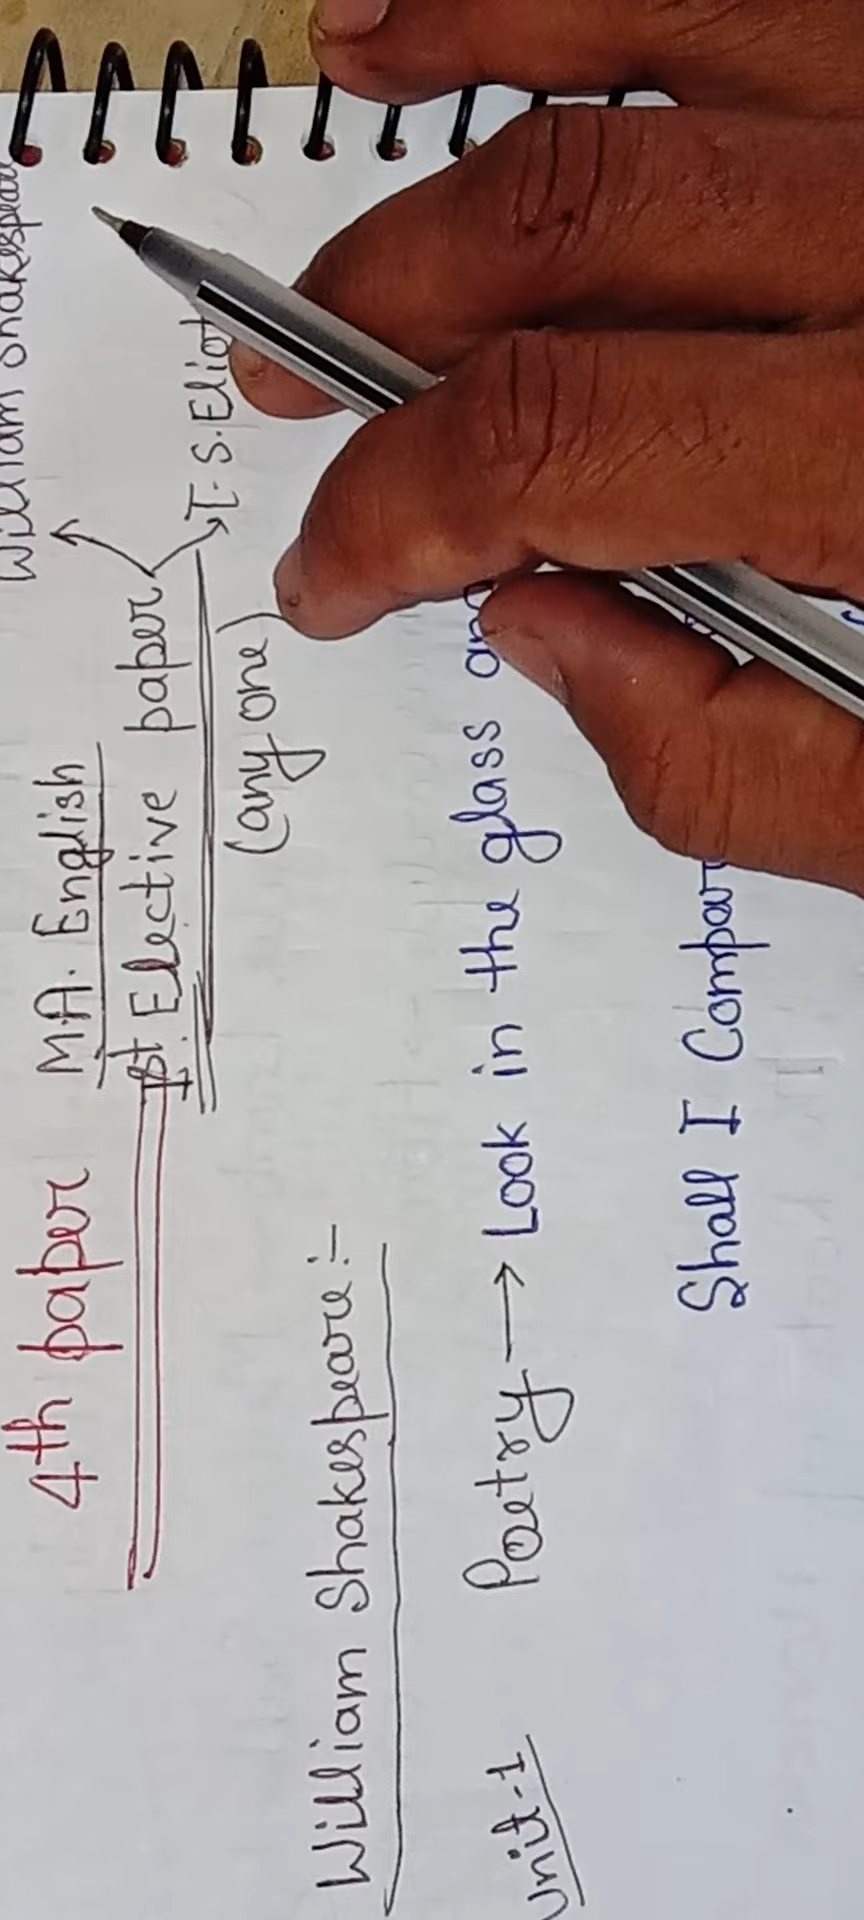 4th paper M.A. English
William Shakespeare
Ist Elective paper
T.S. Eliot
(any one)
William Shakespeare:-
Unit-1 Poetry → Look in the glass
Shall I